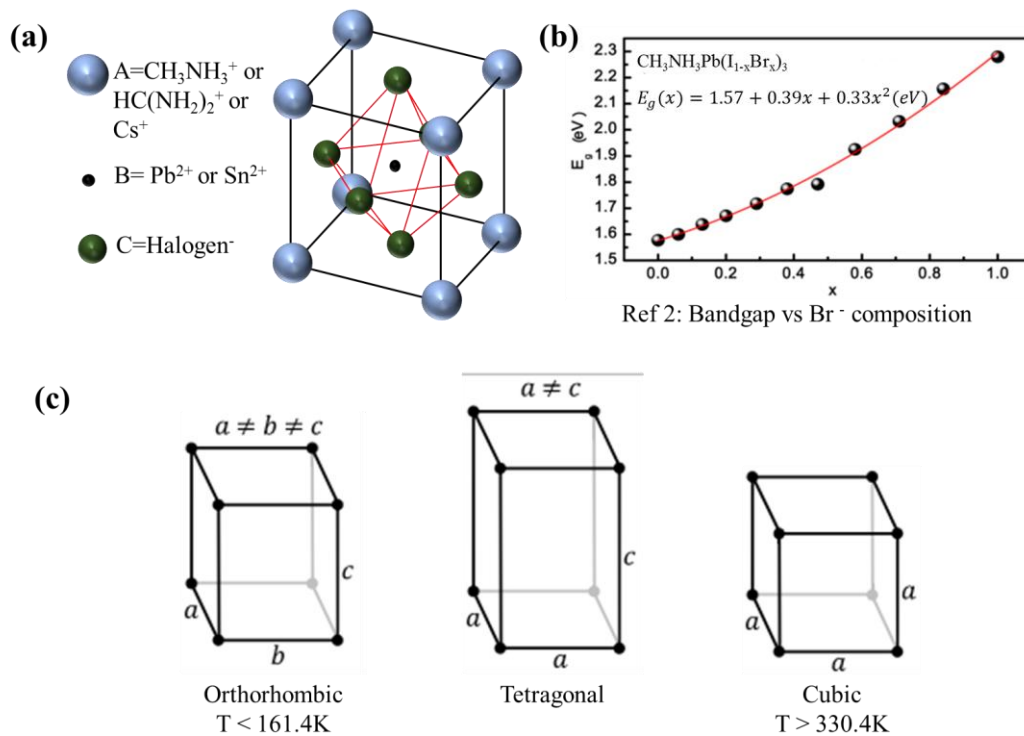 (a)
A=CH₃NH₃⁺ or
HC(NH₂)₂⁺ or
Cs⁺
B= Pb²⁺ or Sn²⁺
C=Halogen⁻
(b)
CH₃NH₃Pb(I₁₋ₓBrₓ)₃
E_g(x) = 1.57 + 0.39x + 0.33x²(eV)
E_g (eV)
2.3
2.2
2.1
2.0
1.9
1.8
1.7
1.6
1.5
0.0 0.2 0.4 0.6 0.8 1.0
x
Ref 2: Bandgap vs Br ⁻ composition
(c)
a ≠ b ≠ c
a
b
c
Orthorhombic
T < 161.4K
a ≠ c
a
a
c
Tetragonal
a
a
a
Cubic
T > 330.4K